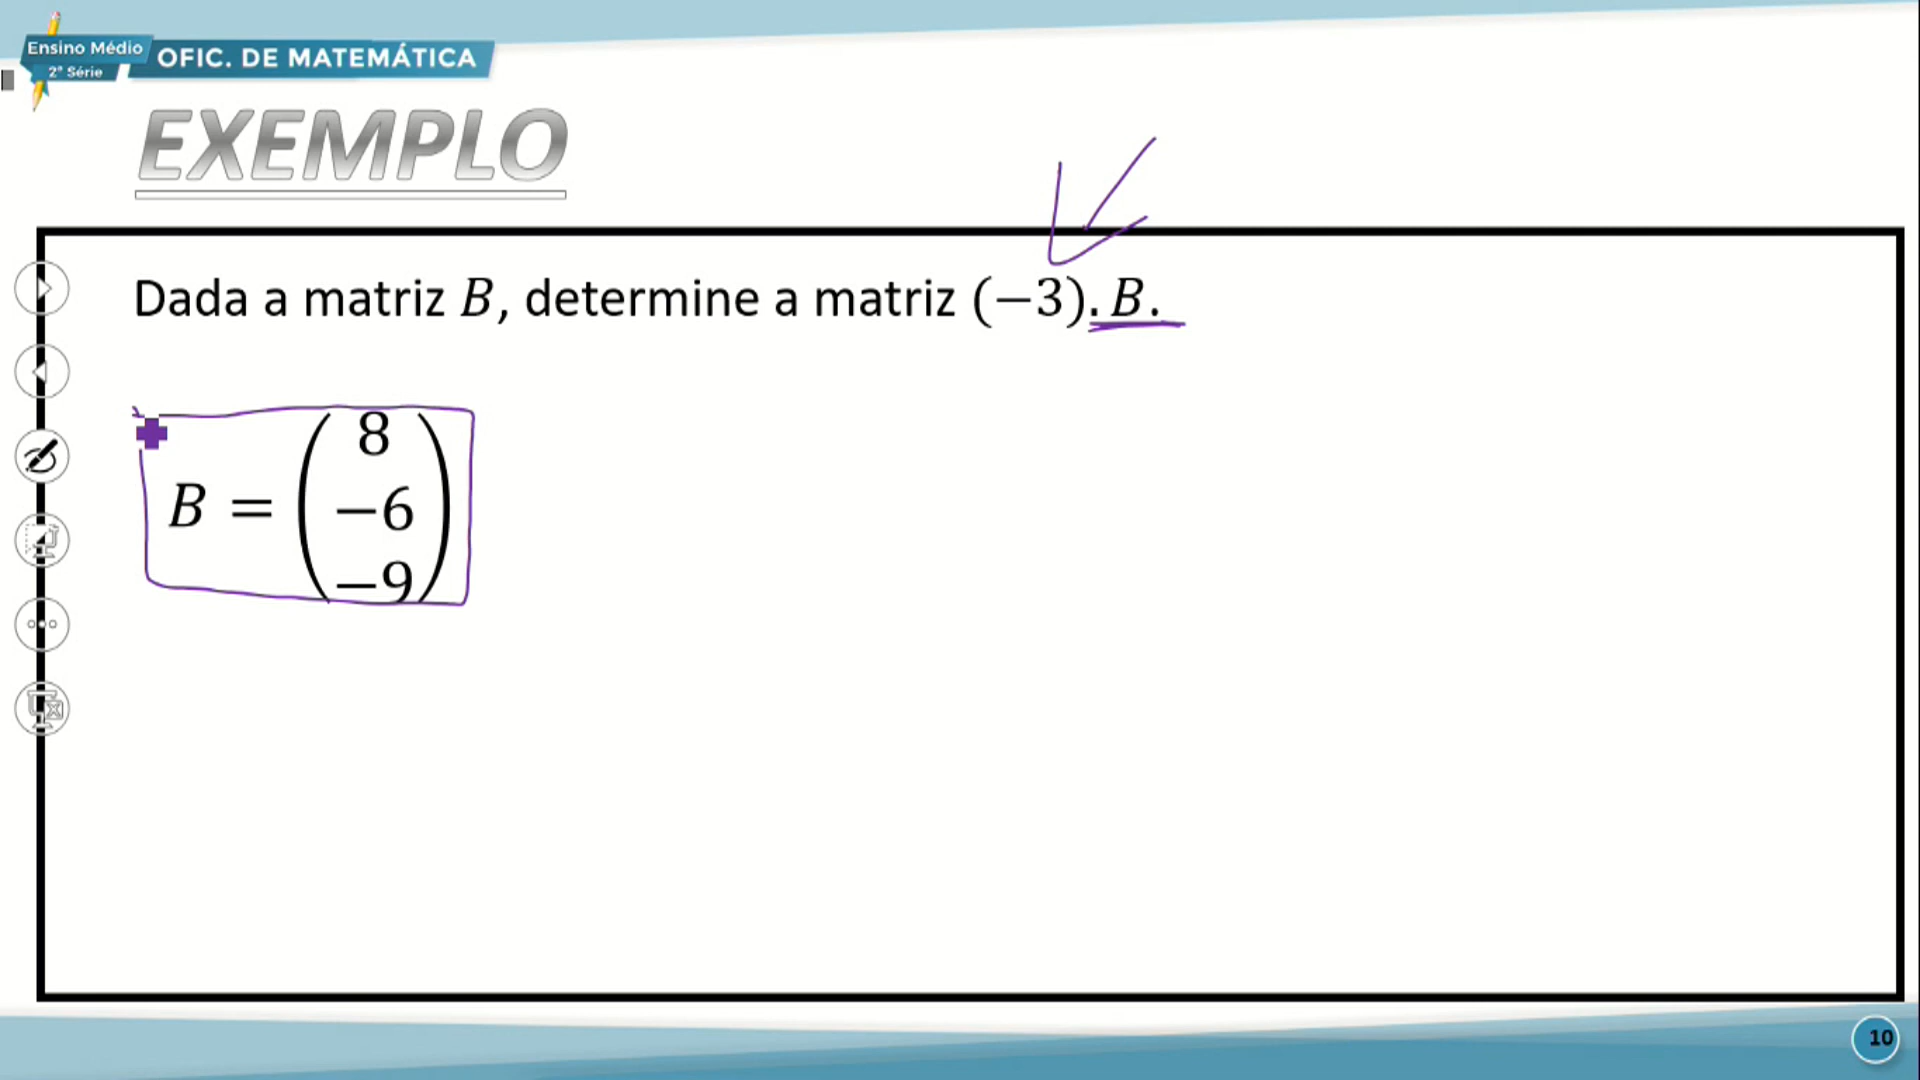 Ensino Médio
2ª Série
OFIC. DE MATEMÁTICA
EXEMPLO
Dada a matriz B, determine a matriz (−3). B.
8
B = ( −6 )
−9
10